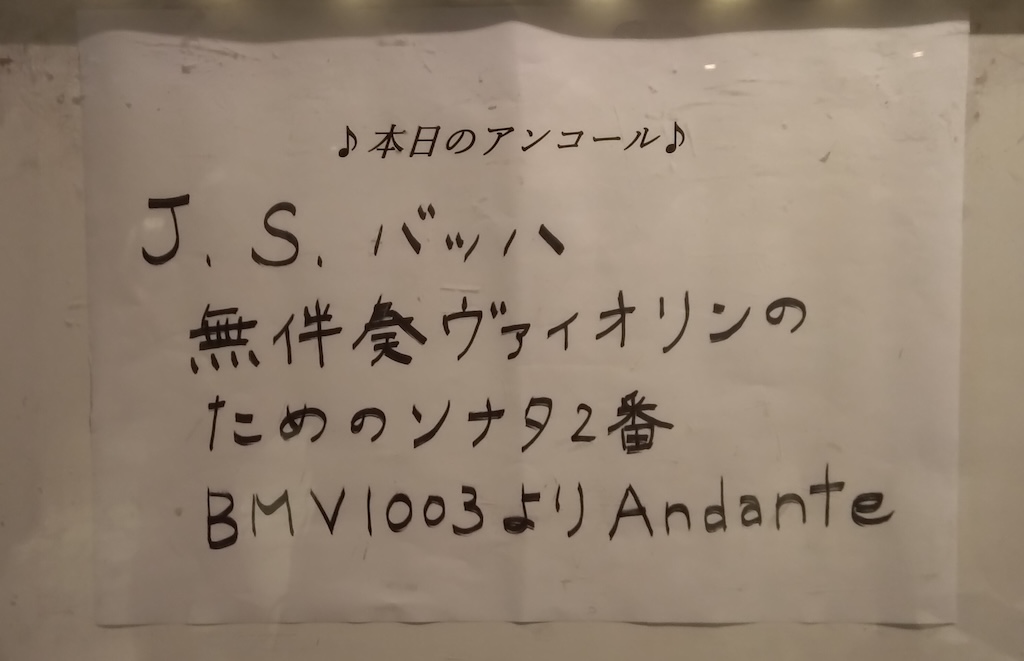 ♪本日のアンコール♪
J. S. バッハ
無伴奏ヴァイオリンの
ためのソナタ2番
BMV1003よりAndante